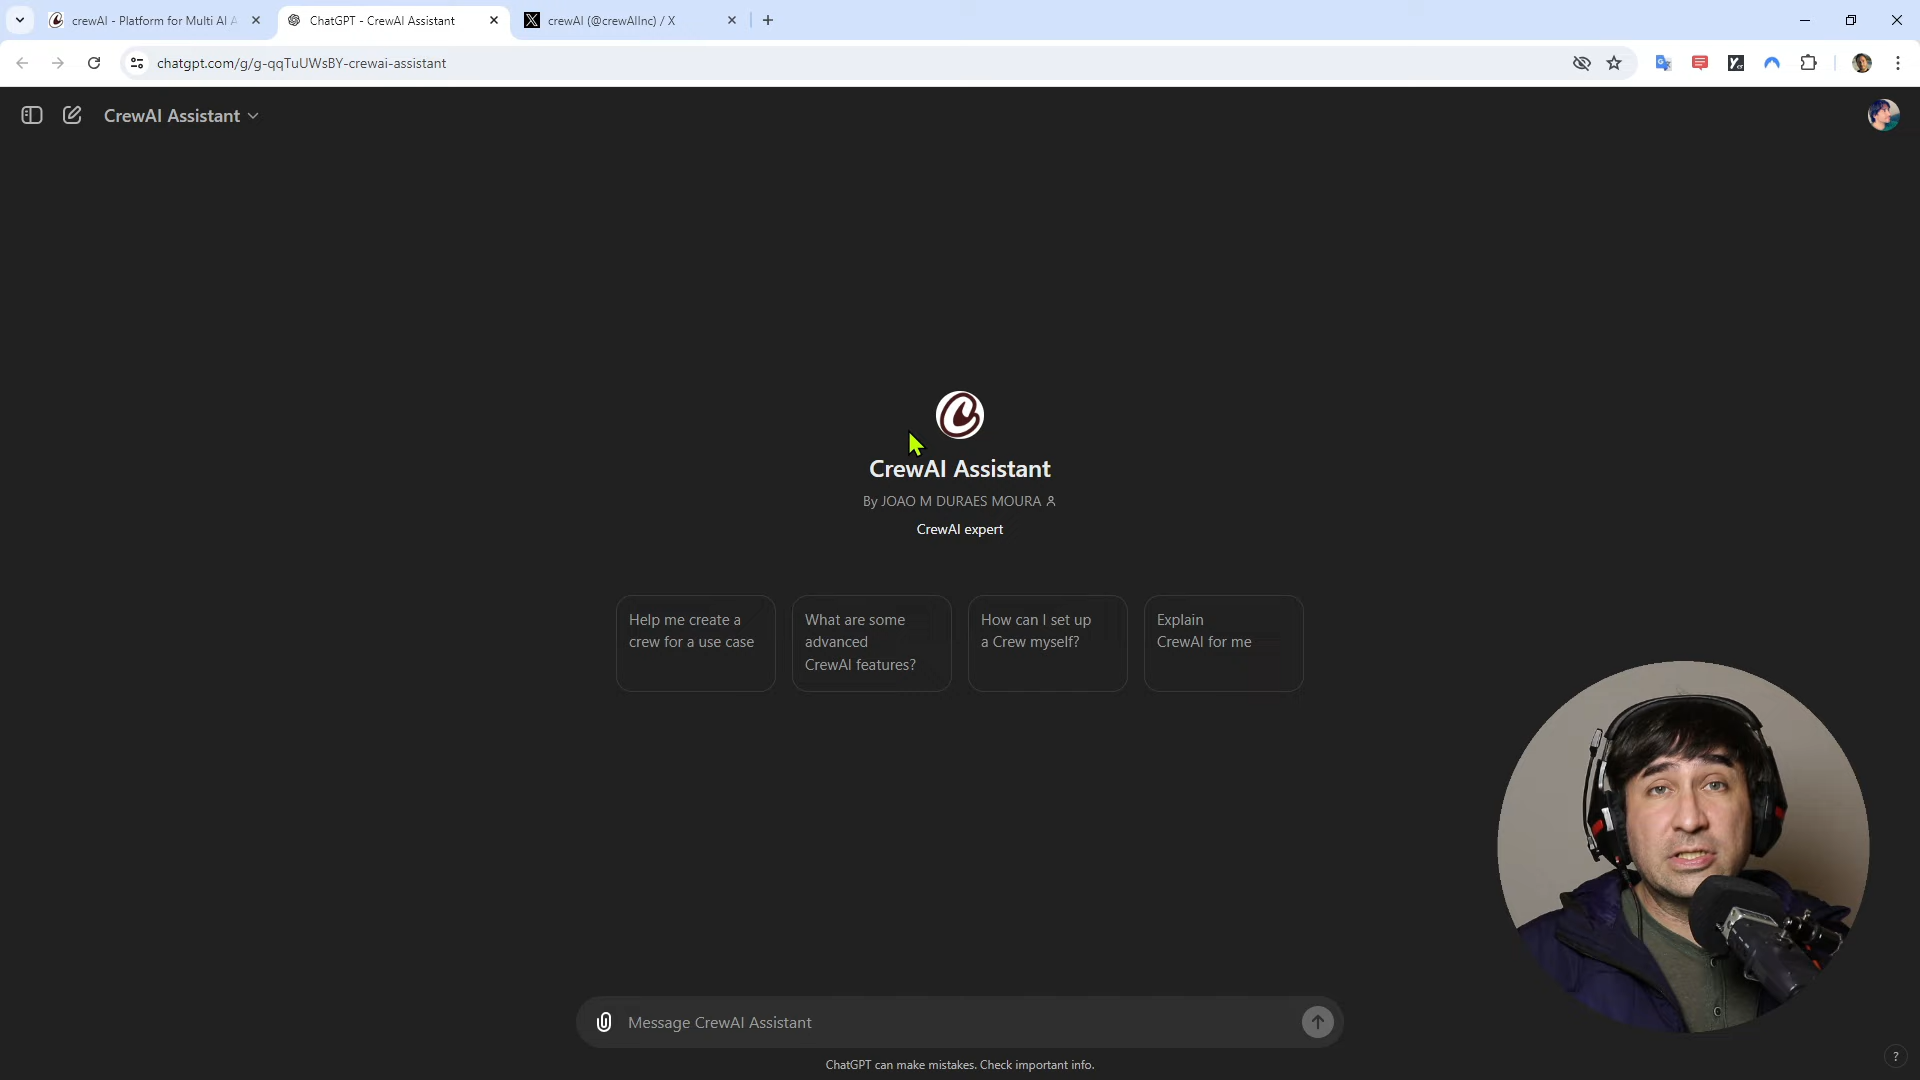 crewAI - Platform for Multi AI A
ChatGPT - CrewAI Assistant
crewAI (@crewAIInc) / X
chatgpt.com/g/g-qqTuUWsBY-crewai-assistant
CrewAI Assistant
CrewAI Assistant
By JOAO M DURAES MOURA
CrewAI expert
Help me create a
crew for a use case
What are some
advanced
CrewAI features?
How can I set up
a Crew myself?
Explain
CrewAI for me
Message CrewAI Assistant
ChatGPT can make mistakes. Check important info.
?